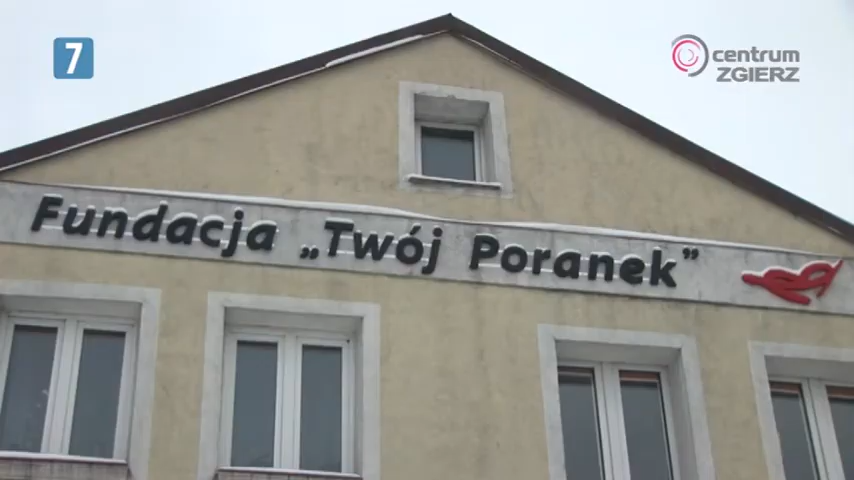 7
centrum
ZGIERZ
Fundacja „Twój Poranek”